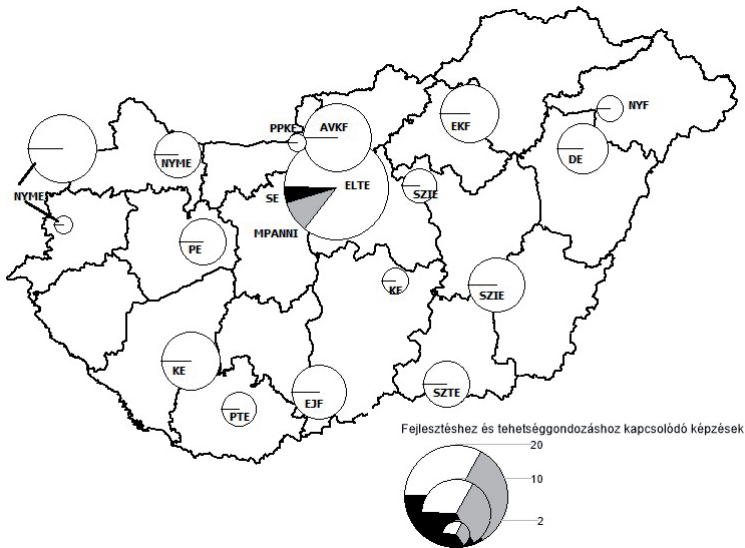 NYF
PPKE
AVKF
EKF
NYME
DE
NYME
SE
ELTE
SZIE
MPANNI
PE
KF
SZIE
KE
EJF
SZTE
PTE
Fejlesztéshez és tehetséggondozáshoz kapcsolódó képzések
20
10
2